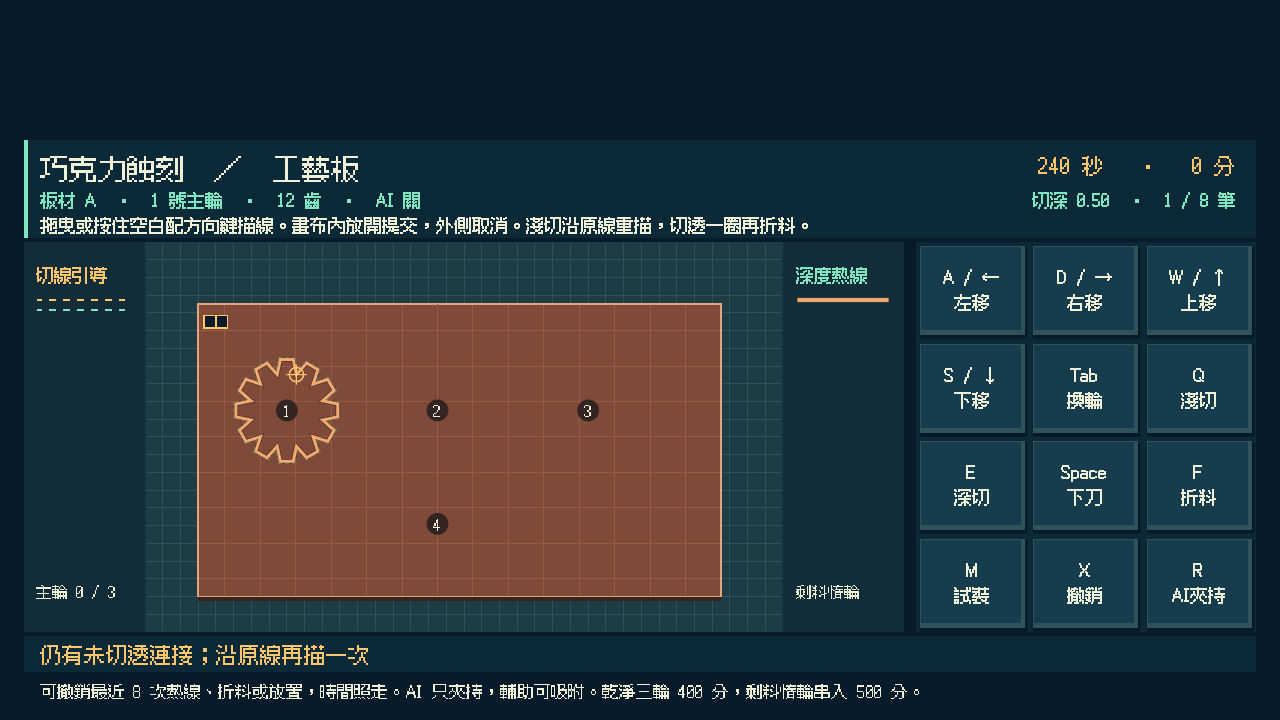 巧克力蝕刻 / 工藝板
240 秒 · 0 分
板材 A · 1 號主輪 · 12 齒 · AI 關
切深 0.50 · 1 / 8 筆
拖曳或按住空白配方向鍵描線。畫布內放開提交，外側取消。淺切沿原線重描，切透一圈再折料。
切線引導
深度熱線
1
2
3
4
主輪 0 / 3
剩料惰輪
A / ←
左移
D / →
右移
W / ↑
上移
S / ↓
下移
Tab
換輪
Q
淺切
E
深切
Space
下刀
F
折料
M
試裝
X
撤銷
R
AI夾持
仍有未切透連接；沿原線再描一次
可撤銷最近 8 次熱線、折料或放置，時間照走。AI 只夾持，輔助可吸附。乾淨三輪 400 分，剩料惰輪串入 500 分。